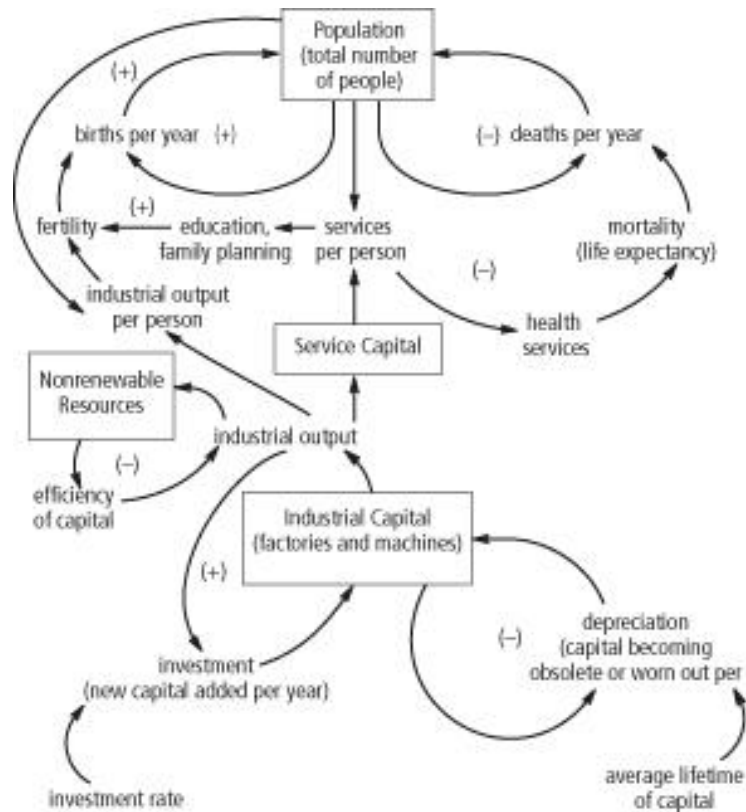 Population
(total number
of people)
(+)
births per year (+)
(–) deaths per year
(+)
fertility
education,
family planning
services
per person
mortality
(life expectancy)
(–)
industrial output
per person
health
services
Service Capital
Nonrenewable
Resources
industrial output
(–)
efficiency
of capital
Industrial Capital
(factories and machines)
(+)
depreciation
(capital becoming
obsolete or worn out per
(–)
investment
(new capital added per year)
investment rate
average lifetime
of capital